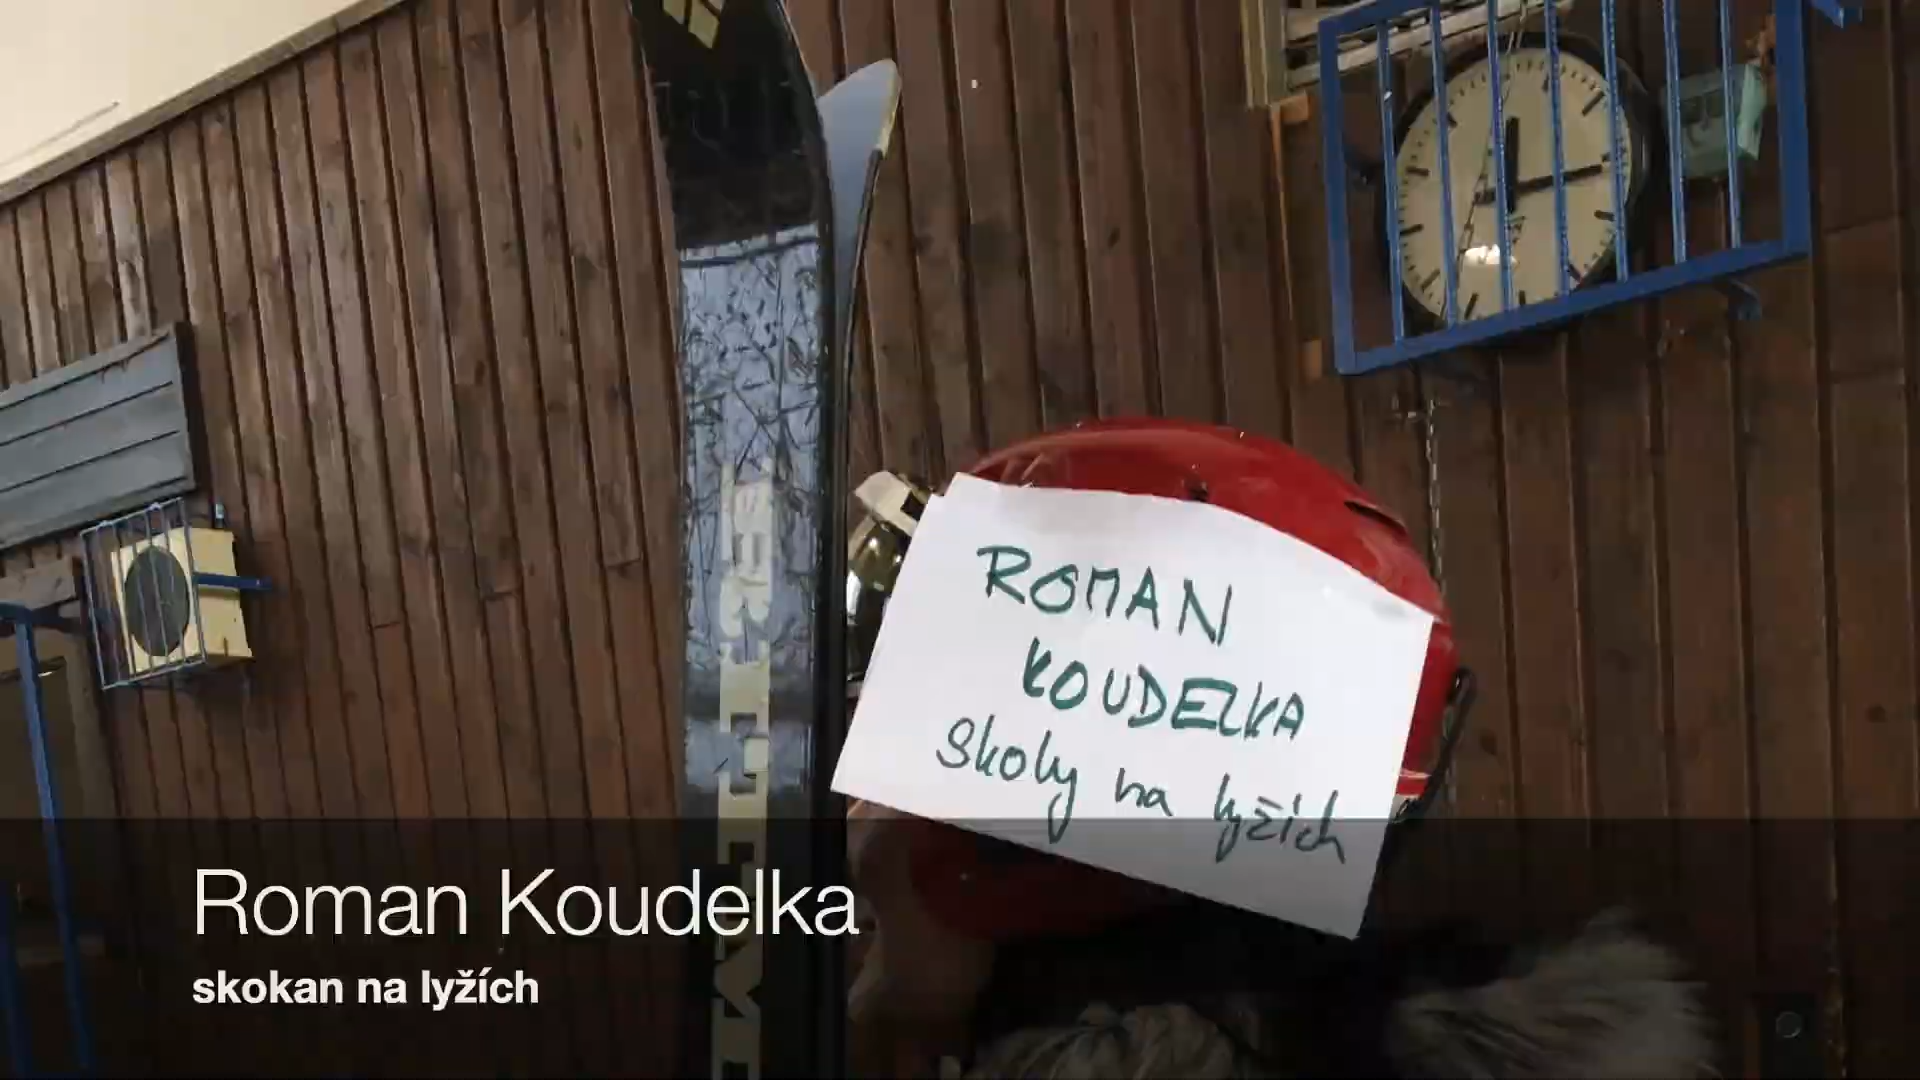 ROMAN
KOUDELKA
Skoky na lyžích
Roman Koudelka
skokan na lyžích